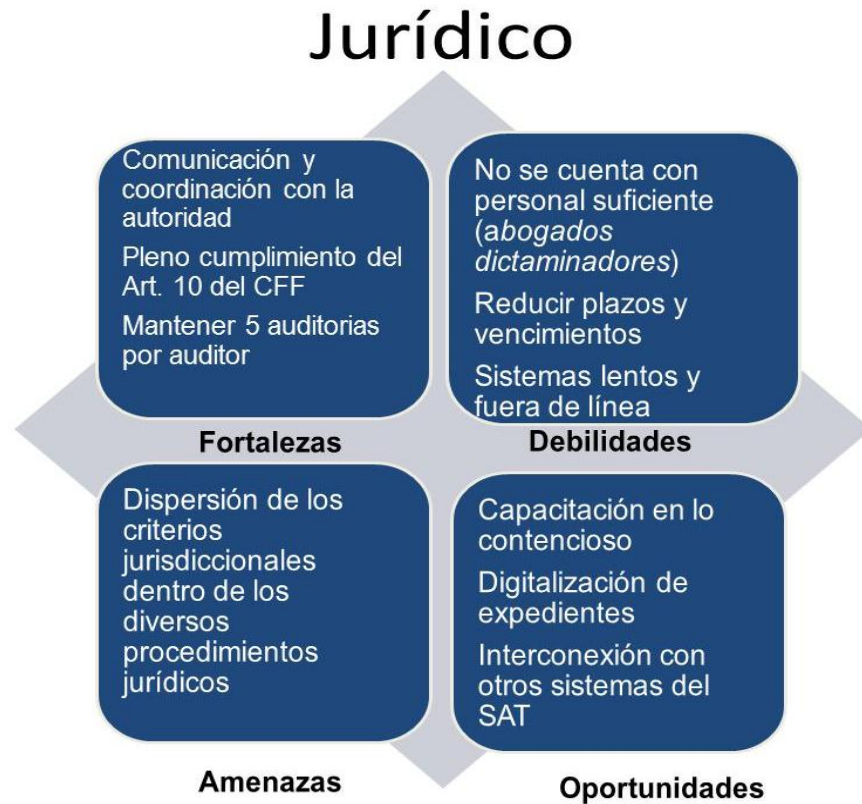 Jurídico
Comunicación y
coordinación con la
autoridad
Pleno cumplimiento del
Art. 10 del CFF
Mantener 5 auditorias
por auditor
Fortalezas
No se cuenta con
personal suficiente
(abogados
dictaminadores)
Reducir plazos y
vencimientos
Sistemas lentos y
fuera de línea
Debilidades
Dispersión de los
criterios
jurisdiccionales
dentro de los
diversos
procedimientos
jurídicos
Amenazas
Capacitación en lo
contencioso
Digitalización de
expedientes
Interconexión con
otros sistemas del
SAT
Oportunidades